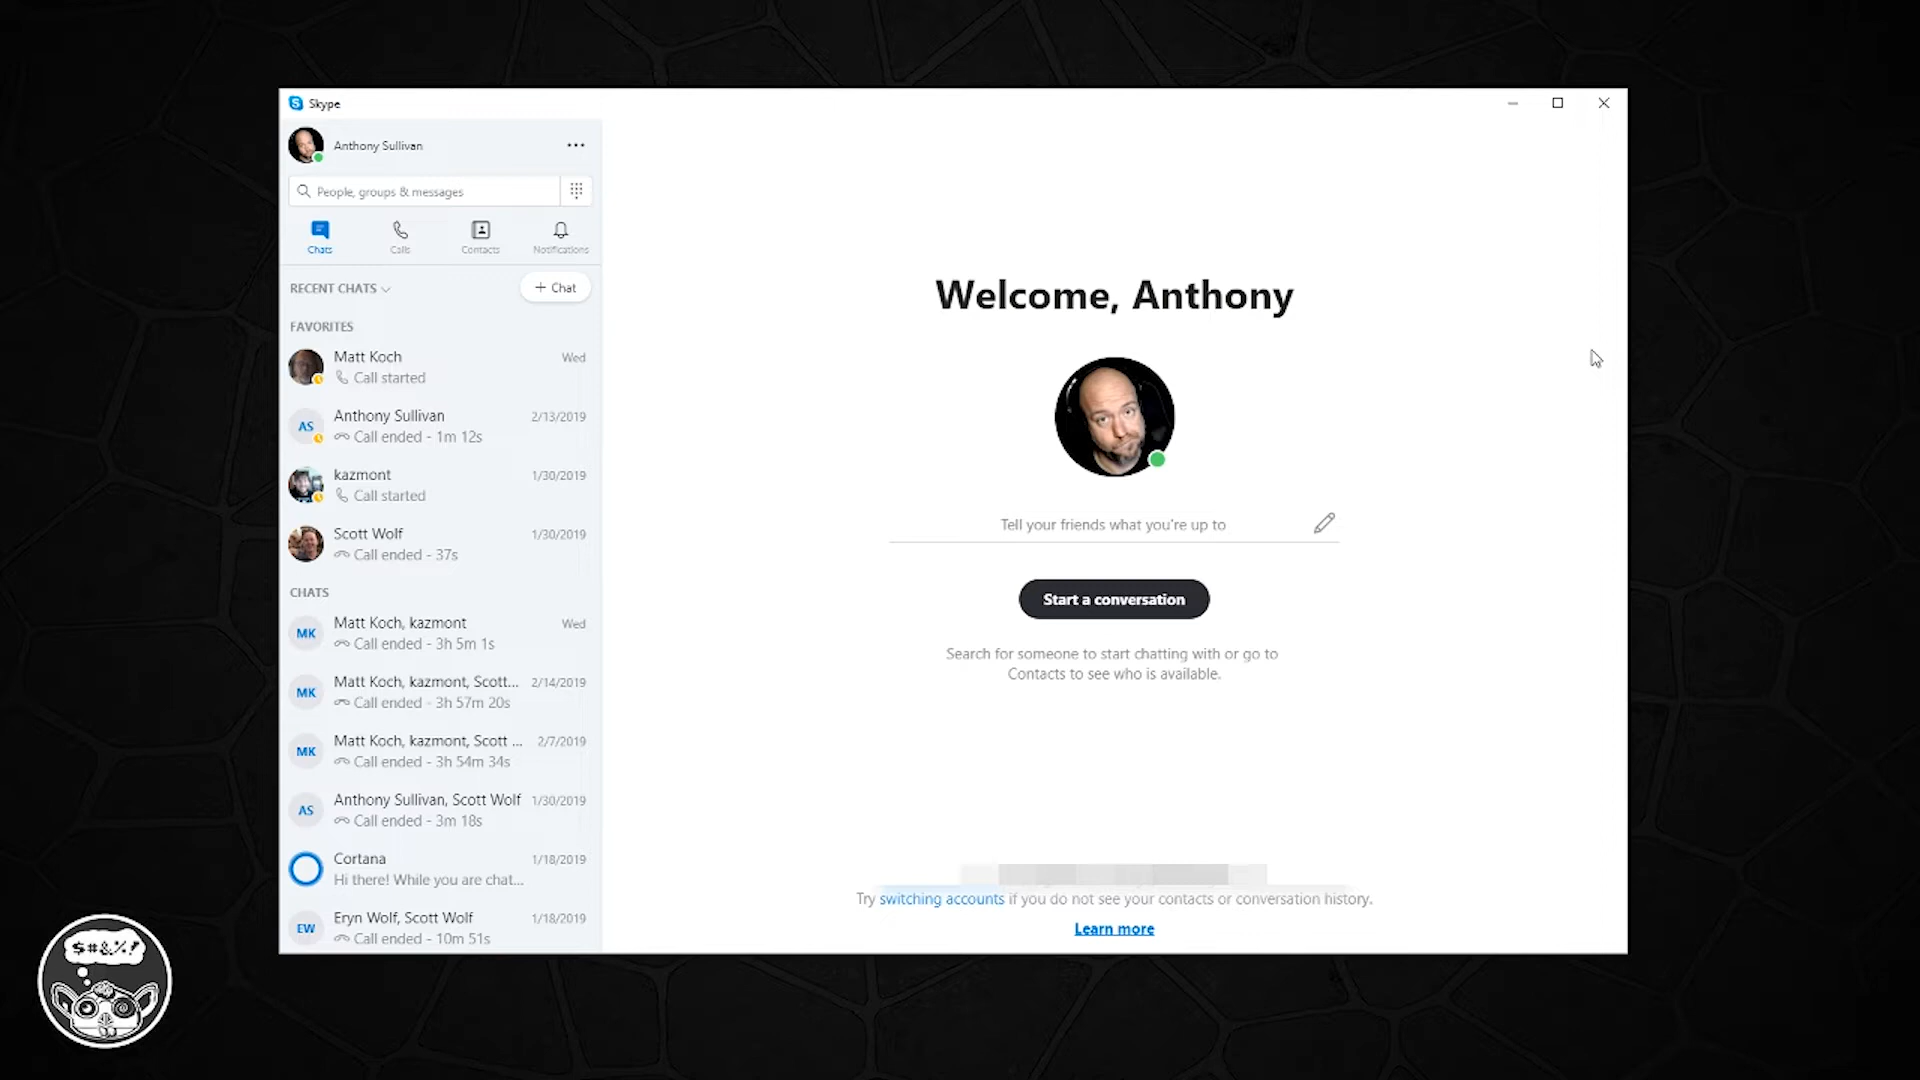 Skype
Anthony Sullivan
People, groups & messages
Chats
Calls
Contacts
Notifications
RECENT CHATS
+ Chat
FAVORITES
Matt Koch
Wed
Call started
AS
Anthony Sullivan
2/13/2019
Call ended - 1m 12s
kazmont
1/30/2019
Call started
Scott Wolf
1/30/2019
Call ended - 37s
CHATS
MK
Matt Koch, kazmont
Wed
Call ended - 3h 5m 1s
MK
Matt Koch, kazmont, Scott...
2/14/2019
Call ended - 3h 57m 20s
MK
Matt Koch, kazmont, Scott ...
2/7/2019
Call ended - 3h 54m 34s
AS
Anthony Sullivan, Scott Wolf
1/30/2019
Call ended - 3m 18s
Cortana
1/18/2019
Hi there! While you are chat...
EW
Eryn Wolf, Scott Wolf
1/18/2019
Call ended - 10m 51s
Welcome, Anthony
Tell your friends what you're up to
Start a conversation
Search for someone to start chatting with or go to
Contacts to see who is available.
Try switching accounts if you do not see your contacts or conversation history.
Learn more
$#&%!